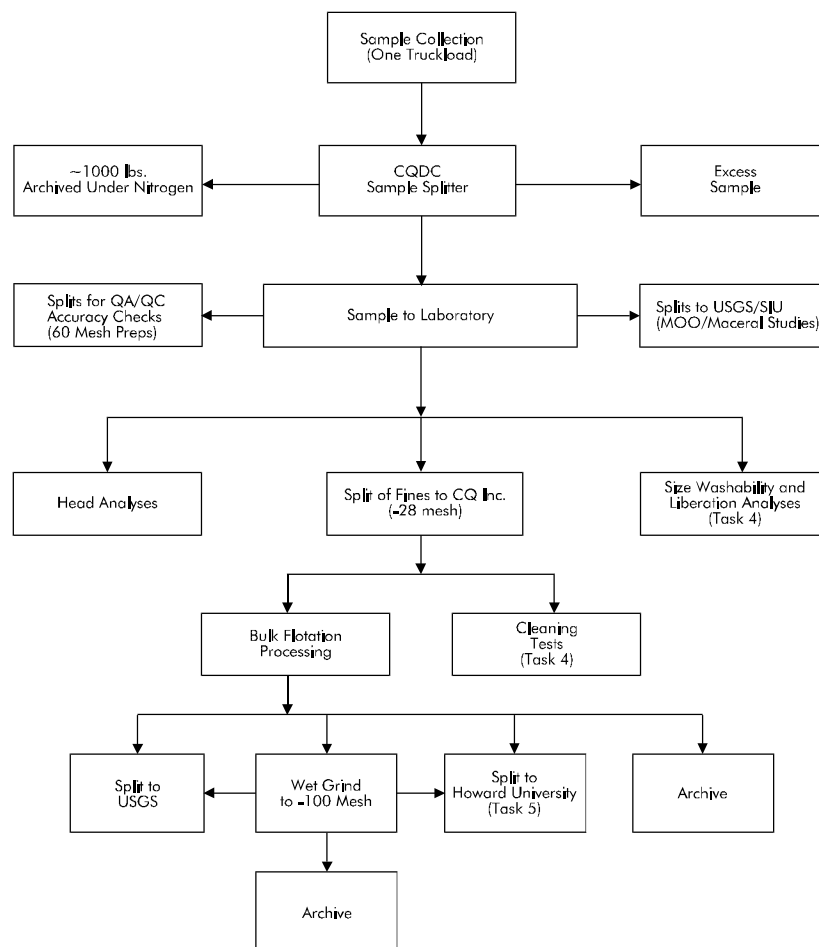 Sample Collection
(One Truckload)
~1000 lbs.
Archived Under Nitrogen
CQDC
Sample Splitter
Excess
Sample
Splits for QA/QC
Accuracy Checks
(60 Mesh Preps)
Sample to Laboratory
Splits to USGS/SIU
(MOO/Maceral Studies)
Head Analyses
Split of Fines to CQ Inc.
(-28 mesh)
Size Washability and
Liberation Analyses
(Task 4)
Bulk Flotation
Processing
Cleaning
Tests
(Task 4)
Split to
USGS
Wet Grind
to -100 Mesh
Split to
Howard University
(Task 5)
Archive
Archive